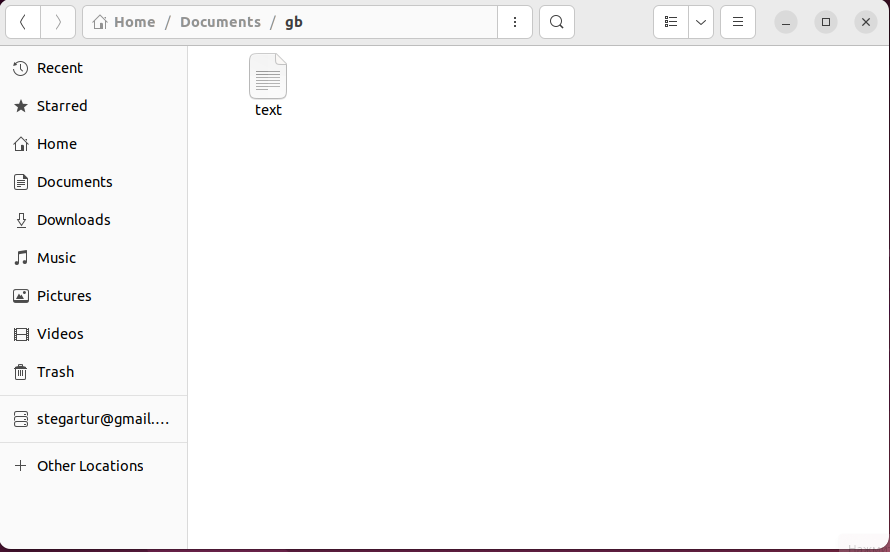 Home / Documents / gb
Recent
Starred
Home
Documents
Downloads
Music
Pictures
Videos
Trash
stegartur@gmail....
Other Locations
text